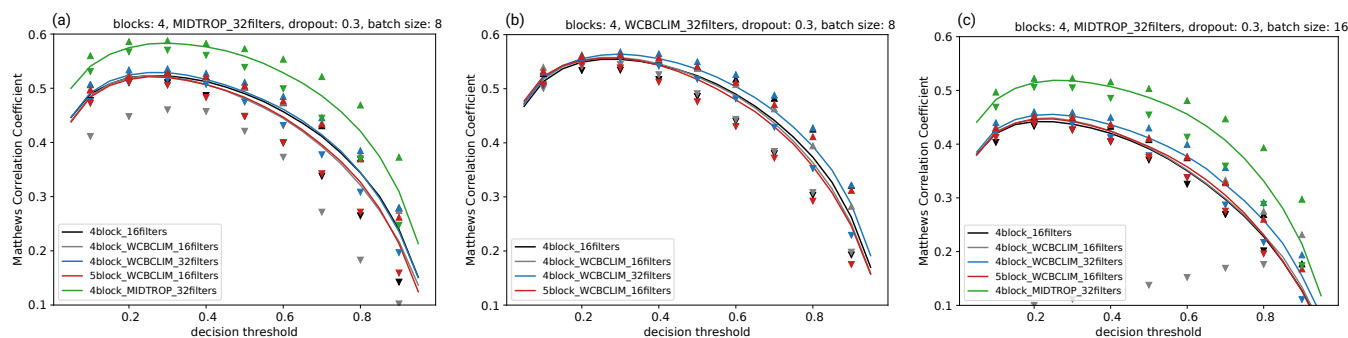 (a)
blocks: 4, MIDTROP_32filters, dropout: 0.3, batch size: 8
Matthews Correlation Coefficient
0.6
0.5
0.4
0.3
0.2
0.1
4block_16filters
4block_WCBCLIM_16filters
4block_WCBCLIM_32filters
5block_WCBCLIM_16filters
4block_MIDTROP_32filters
0.2 0.4 0.6 0.8
decision threshold
(b)
blocks: 4, WCBCLIM_32filters, dropout: 0.3, batch size: 8
Matthews Correlation Coefficient
0.6
0.5
0.4
0.3
0.2
0.1
4block_16filters
4block_WCBCLIM_16filters
4block_WCBCLIM_32filters
5block_WCBCLIM_16filters
0.2 0.4 0.6 0.8
decision threshold
(c)
blocks: 4, MIDTROP_32filters, dropout: 0.3, batch size: 16
Matthews Correlation Coefficient
0.6
0.5
0.4
0.3
0.2
0.1
4block_16filters
4block_WCBCLIM_16filters
4block_WCBCLIM_32filters
5block_WCBCLIM_16filters
4block_MIDTROP_32filters
0.2 0.4 0.6 0.8
decision threshold